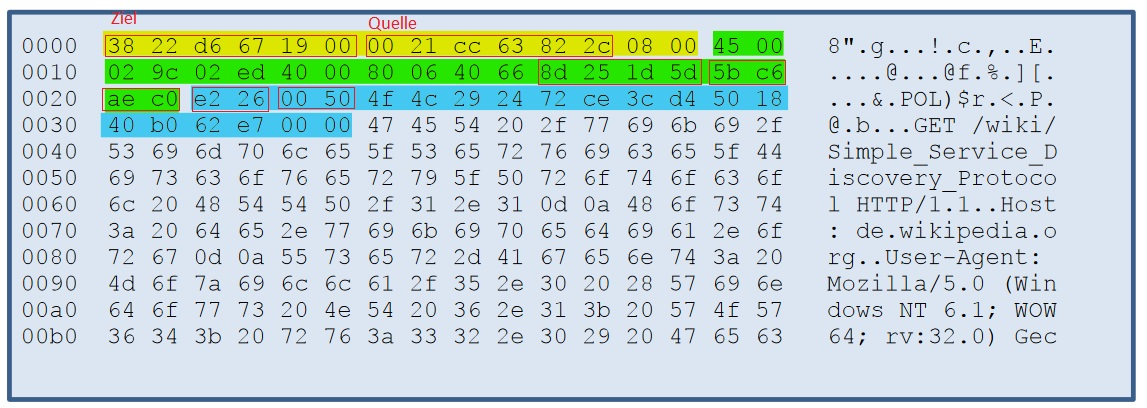 Ziel Quelle
0000 38 22 d6 67 19 00 00 21 cc 63 82 2c 08 00 45 00 8".g...!.c.,..E.
0010 02 9c 02 ed 40 00 80 06 40 66 8d 25 1d 5d 5b c6 ....@...@f.%.][.
0020 ae c0 e2 26 00 50 4f 4c 29 24 72 ce 3c d4 50 18 ...&.POL)$r.<.P.
0030 40 b0 62 e7 00 00 47 45 54 20 2f 77 69 6b 69 2f @.b...GET /wiki/
0040 53 69 6d 70 6c 65 5f 53 65 72 76 69 63 65 5f 44 Simple_Service_D
0050 69 73 63 6f 76 65 72 79 5f 50 72 6f 74 6f 63 6f iscovery_Protoco
0060 6c 20 48 54 54 50 2f 31 2e 31 0d 0a 48 6f 73 74 l HTTP/1.1..Host
0070 3a 20 64 65 2e 77 69 6b 69 70 65 64 69 61 2e 6f : de.wikipedia.o
0080 72 67 0d 0a 55 73 65 72 2d 41 67 65 6e 74 3a 20 rg..User-Agent:
0090 4d 6f 7a 69 6c 6c 61 2f 35 2e 30 20 28 57 69 6e Mozilla/5.0 (Win
00a0 64 6f 77 73 20 4e 54 20 36 2e 31 3b 20 57 4f 57 dows NT 6.1; WOW
00b0 36 34 3b 20 72 76 3a 33 32 2e 30 29 20 47 65 63 64; rv:32.0) Gec